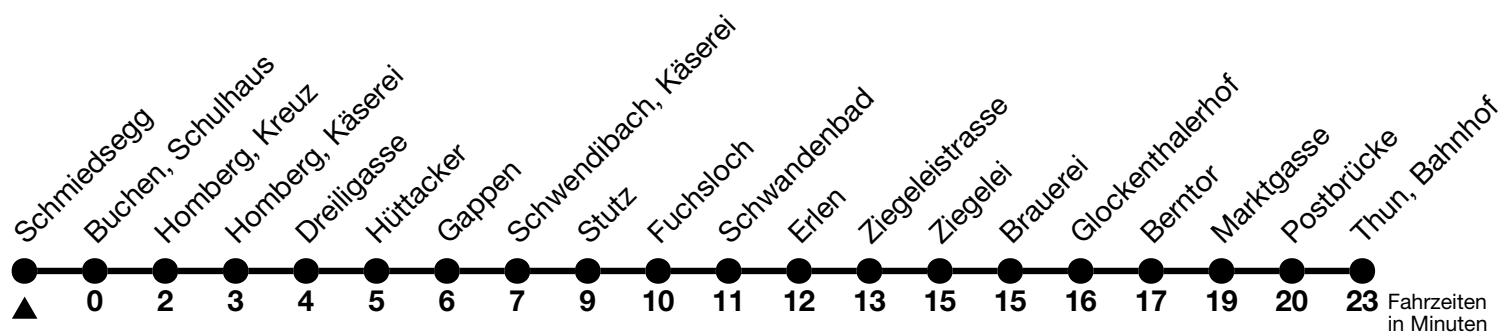 Schmiedsegg
Buchen, Schulhaus
Homberg, Kreuz
Homberg, Käserei
Dreiligasse
Hüttacker
Gappen
Schwendibach, Käserei
Stutz
Fuchsloch
Schwandenbad
Erlen
Ziegeleistrasse
Ziegelei
Brauerei
Glockenthalerhof
Berntor
Marktgasse
Postbrücke
Thun, Bahnhof
0 2 3 4 5 6 7 9 10 11 12 13 15 15 16 17 19 20 23 Fahrzeiten
in Minuten